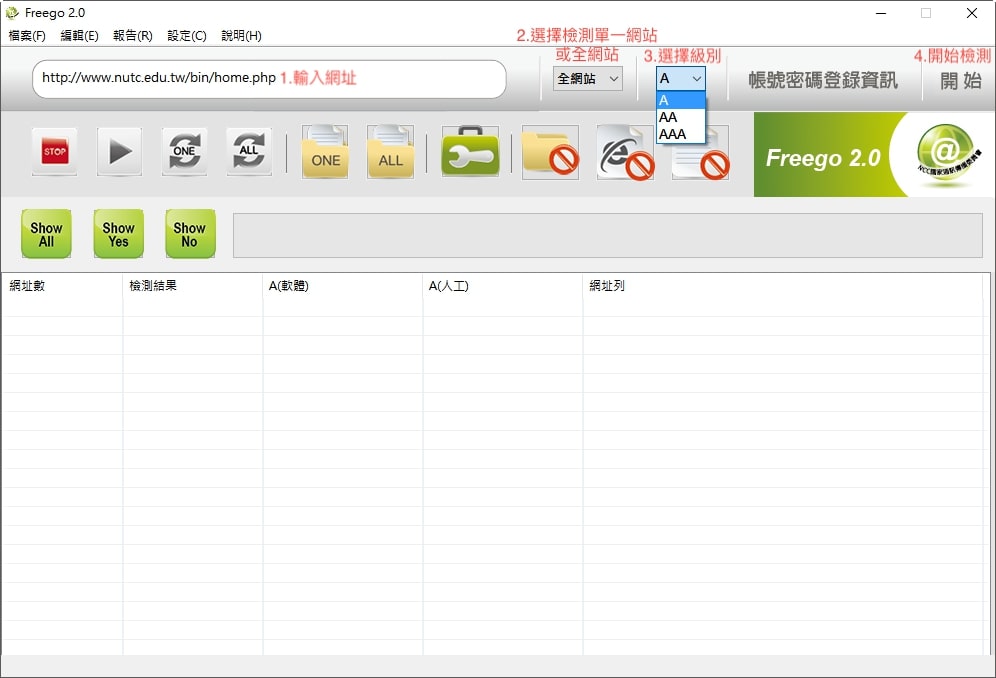 Freego 2.0
檔案(F) 編輯(E) 報告(R) 設定(C) 說明(H)
2.選擇檢測單一網站
或全網站
3.選擇級別
4.開始檢測
http://www.nutc.edu.tw/bin/home.php 1.輸入網址
全網站
A
帳號密碼登錄資訊
開 始
A
AA
AAA
STOP
ONE
ALL
ONE
ALL
Freego 2.0
@
NCC國家通訊傳播委員會
Show
All
Show
Yes
Show
No
網址數 檢測結果 A(軟體) A(人工) 網址列